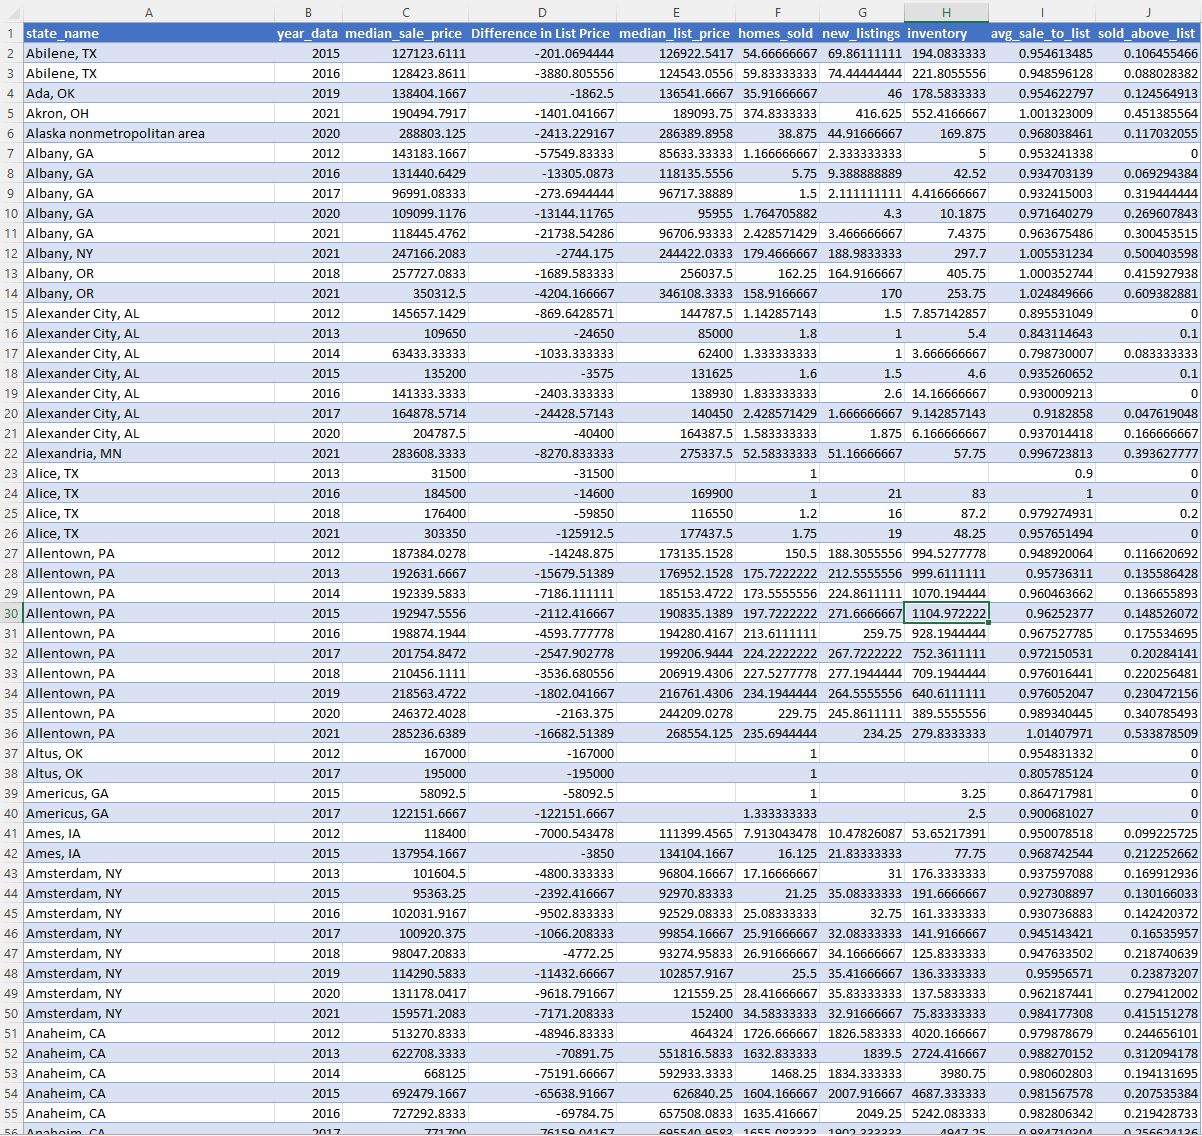 A B C D E F G H I J
1 state_name year_data median_sale_price Difference in List Price median_list_price homes_sold new_listings inventory avg_sale_to_list sold_above_list
2 Abilene, TX 2015 127123.6111 -201.0694444 126922.5417 54.66666667 69.86111111 194.0833333 0.954613485 0.106455466
3 Abilene, TX 2016 128423.8611 -3880.805556 124543.0556 59.83333333 74.44444444 221.8055556 0.948596128 0.088028382
4 Ada, OK 2019 138404.1667 -1862.5 136541.6667 35.91666667 46 178.5833333 0.954622797 0.124564913
5 Akron, OH 2021 190494.7917 -1401.041667 189093.75 374.8333333 416.625 552.4166667 1.001323009 0.451385564
6 Alaska nonmetropolitan area 2020 288803.125 -2413.229167 286389.8958 38.875 44.91666667 169.875 0.968038461 0.117032055
7 Albany, GA 2012 143183.1667 -57549.83333 85633.33333 1.166666667 2.333333333 5 0.953241338 0
8 Albany, GA 2016 131440.6429 -13305.0873 118135.5556 5.75 9.388888889 42.52 0.934703139 0.069294384
9 Albany, GA 2017 96991.08333 -273.6944444 96717.38889 1.5 2.111111111 4.416666667 0.932415003 0.319444444
10 Albany, GA 2020 109099.1176 -13144.11765 95955 1.764705882 4.3 10.1875 0.971640279 0.269607843
11 Albany, GA 2021 118445.4762 -21738.54286 96706.93333 2.428571429 3.466666667 7.4375 0.963675486 0.300453515
12 Albany, NY 2021 247166.2083 -2744.175 244422.0333 179.4666667 188.9833333 297.7 1.005531234 0.500403598
13 Albany, OR 2018 257727.0833 -1689.583333 256037.5 162.25 164.9166667 405.75 1.000352744 0.415927938
14 Albany, OR 2021 350312.5 -4204.166667 346108.3333 158.9166667 170 253.75 1.024849666 0.609382881
15 Alexander City, AL 2012 145657.1429 -869.6428571 144787.5 1.142857143 1.5 7.857142857 0.895531049 0
16 Alexander City, AL 2013 109650 -24650 85000 1.8 1 5.4 0.843114643 0.1
17 Alexander City, AL 2014 63433.33333 -1033.333333 62400 1.333333333 1 3.666666667 0.798730007 0.083333333
18 Alexander City, AL 2015 135200 -3575 131625 1.6 1.5 4.6 0.935260652 0.1
19 Alexander City, AL 2016 141333.3333 -2403.333333 138930 1.833333333 2.6 14.16666667 0.930009213 0
20 Alexander City, AL 2017 164878.5714 -24428.57143 140450 2.428571429 1.666666667 9.142857143 0.9182858 0.047619048
21 Alexander City, AL 2020 204787.5 -40400 164387.5 1.583333333 1.875 6.166666667 0.937014418 0.166666667
22 Alexandria, MN 2021 283608.3333 -8270.833333 275337.5 52.58333333 51.16666667 57.75 0.996723813 0.393627777
23 Alice, TX 2013 31500 -31500 1 0.9 0
24 Alice, TX 2016 184500 -14600 169900 1 21 83 1 0
25 Alice, TX 2018 176400 -59850 116550 1.2 16 87.2 0.979274931 0.2
26 Alice, TX 2021 303350 -125912.5 177437.5 1.75 19 48.25 0.957651494 0
27 Allentown, PA 2012 187384.0278 -14248.875 173135.1528 150.5 188.3055556 994.5277778 0.948920064 0.116620692
28 Allentown, PA 2013 192631.6667 -15679.51389 176952.1528 175.7222222 212.5555556 999.6111111 0.95736311 0.135586428
29 Allentown, PA 2014 192339.5833 -7186.111111 185153.4722 173.5555556 224.8611111 1070.194444 0.960463662 0.136655893
30 Allentown, PA 2015 192947.5556 -2112.416667 190835.1389 197.7222222 271.6666667 1104.972222 0.96252377 0.148526072
31 Allentown, PA 2016 198874.1944 -4593.777778 194280.4167 213.6111111 259.75 928.1944444 0.967527785 0.175534695
32 Allentown, PA 2017 201754.8472 -2547.902778 199206.9444 224.2222222 267.7222222 752.3611111 0.972150531 0.20284141
33 Allentown, PA 2018 210456.1111 -3536.680556 206919.4306 227.5277778 277.1944444 709.1944444 0.976016441 0.220256481
34 Allentown, PA 2019 218563.4722 -1802.041667 216761.4306 234.1944444 264.5555556 640.6111111 0.976052047 0.230472156
35 Allentown, PA 2020 246372.4028 -2163.375 244209.0278 229.75 245.8611111 389.5555556 0.989340445 0.340785493
36 Allentown, PA 2021 285236.6389 -16682.51389 268554.125 235.6944444 234.25 279.8333333 1.01407971 0.533878509
37 Altus, OK 2012 167000 -167000 1 0.954831332 0
38 Altus, OK 2017 195000 -195000 1 0.805785124 0
39 Americus, GA 2015 58092.5 -58092.5 1 3.25 0.864717981 0
40 Americus, GA 2017 122151.6667 -122151.6667 1.333333333 2.5 0.900681027 0
41 Ames, IA 2012 118400 -7000.543478 111399.4565 7.913043478 10.47826087 53.65217391 0.950078518 0.099225725
42 Ames, IA 2015 137954.1667 -3850 134104.1667 16.125 21.83333333 77.75 0.968742544 0.212252662
43 Amsterdam, NY 2013 101604.5 -4800.333333 96804.16667 17.16666667 31 176.3333333 0.937597088 0.169912936
44 Amsterdam, NY 2015 95363.25 -2392.416667 92970.83333 21.25 35.08333333 191.6666667 0.927308897 0.130166033
45 Amsterdam, NY 2016 102031.9167 -9502.833333 92529.08333 25.08333333 32.75 161.3333333 0.930736883 0.142420372
46 Amsterdam, NY 2017 100920.375 -1066.208333 99854.16667 25.91666667 32.08333333 141.9166667 0.945143421 0.16535957
47 Amsterdam, NY 2018 98047.20833 -4772.25 93274.95833 26.91666667 34.16666667 125.8333333 0.947633502 0.218740639
48 Amsterdam, NY 2019 114290.5833 -11432.66667 102857.9167 25.5 35.41666667 136.3333333 0.95956571 0.23873207
49 Amsterdam, NY 2020 131178.0417 -9618.791667 121559.25 28.41666667 35.83333333 137.5833333 0.962187441 0.279412002
50 Amsterdam, NY 2021 159571.2083 -7171.208333 152400 34.58333333 32.91666667 75.83333333 0.984177308 0.415151278
51 Anaheim, CA 2012 513270.8333 -48946.83333 464324 1726.666667 1826.583333 4020.166667 0.979878679 0.244656101
52 Anaheim, CA 2013 622708.3333 -70891.75 551816.5833 1632.833333 1839.5 2724.416667 0.988270152 0.312094178
53 Anaheim, CA 2014 668125 -75191.66667 592933.3333 1468.25 1834.333333 3980.75 0.980602803 0.194131695
54 Anaheim, CA 2015 692479.1667 -65638.91667 626840.25 1604.166667 2007.916667 4687.333333 0.981567578 0.207535384
55 Anaheim, CA 2016 727292.8333 -69784.75 657508.0833 1635.416667 2049.25 5242.083333 0.982806342 0.219428733
56 Anaheim, CA 2017 771700